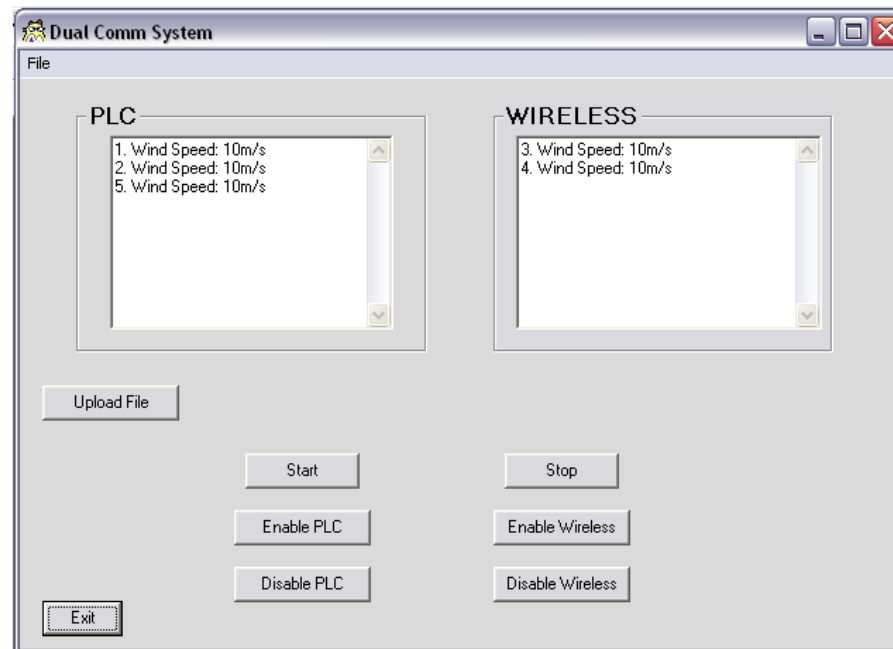 Dual Comm System
File
PLC
1. Wind Speed: 10m/s
2. Wind Speed: 10m/s
5. Wind Speed: 10m/s
WIRELESS
3. Wind Speed: 10m/s
4. Wind Speed: 10m/s
Upload File
Start
Stop
Enable PLC
Enable Wireless
Disable PLC
Disable Wireless
Exit